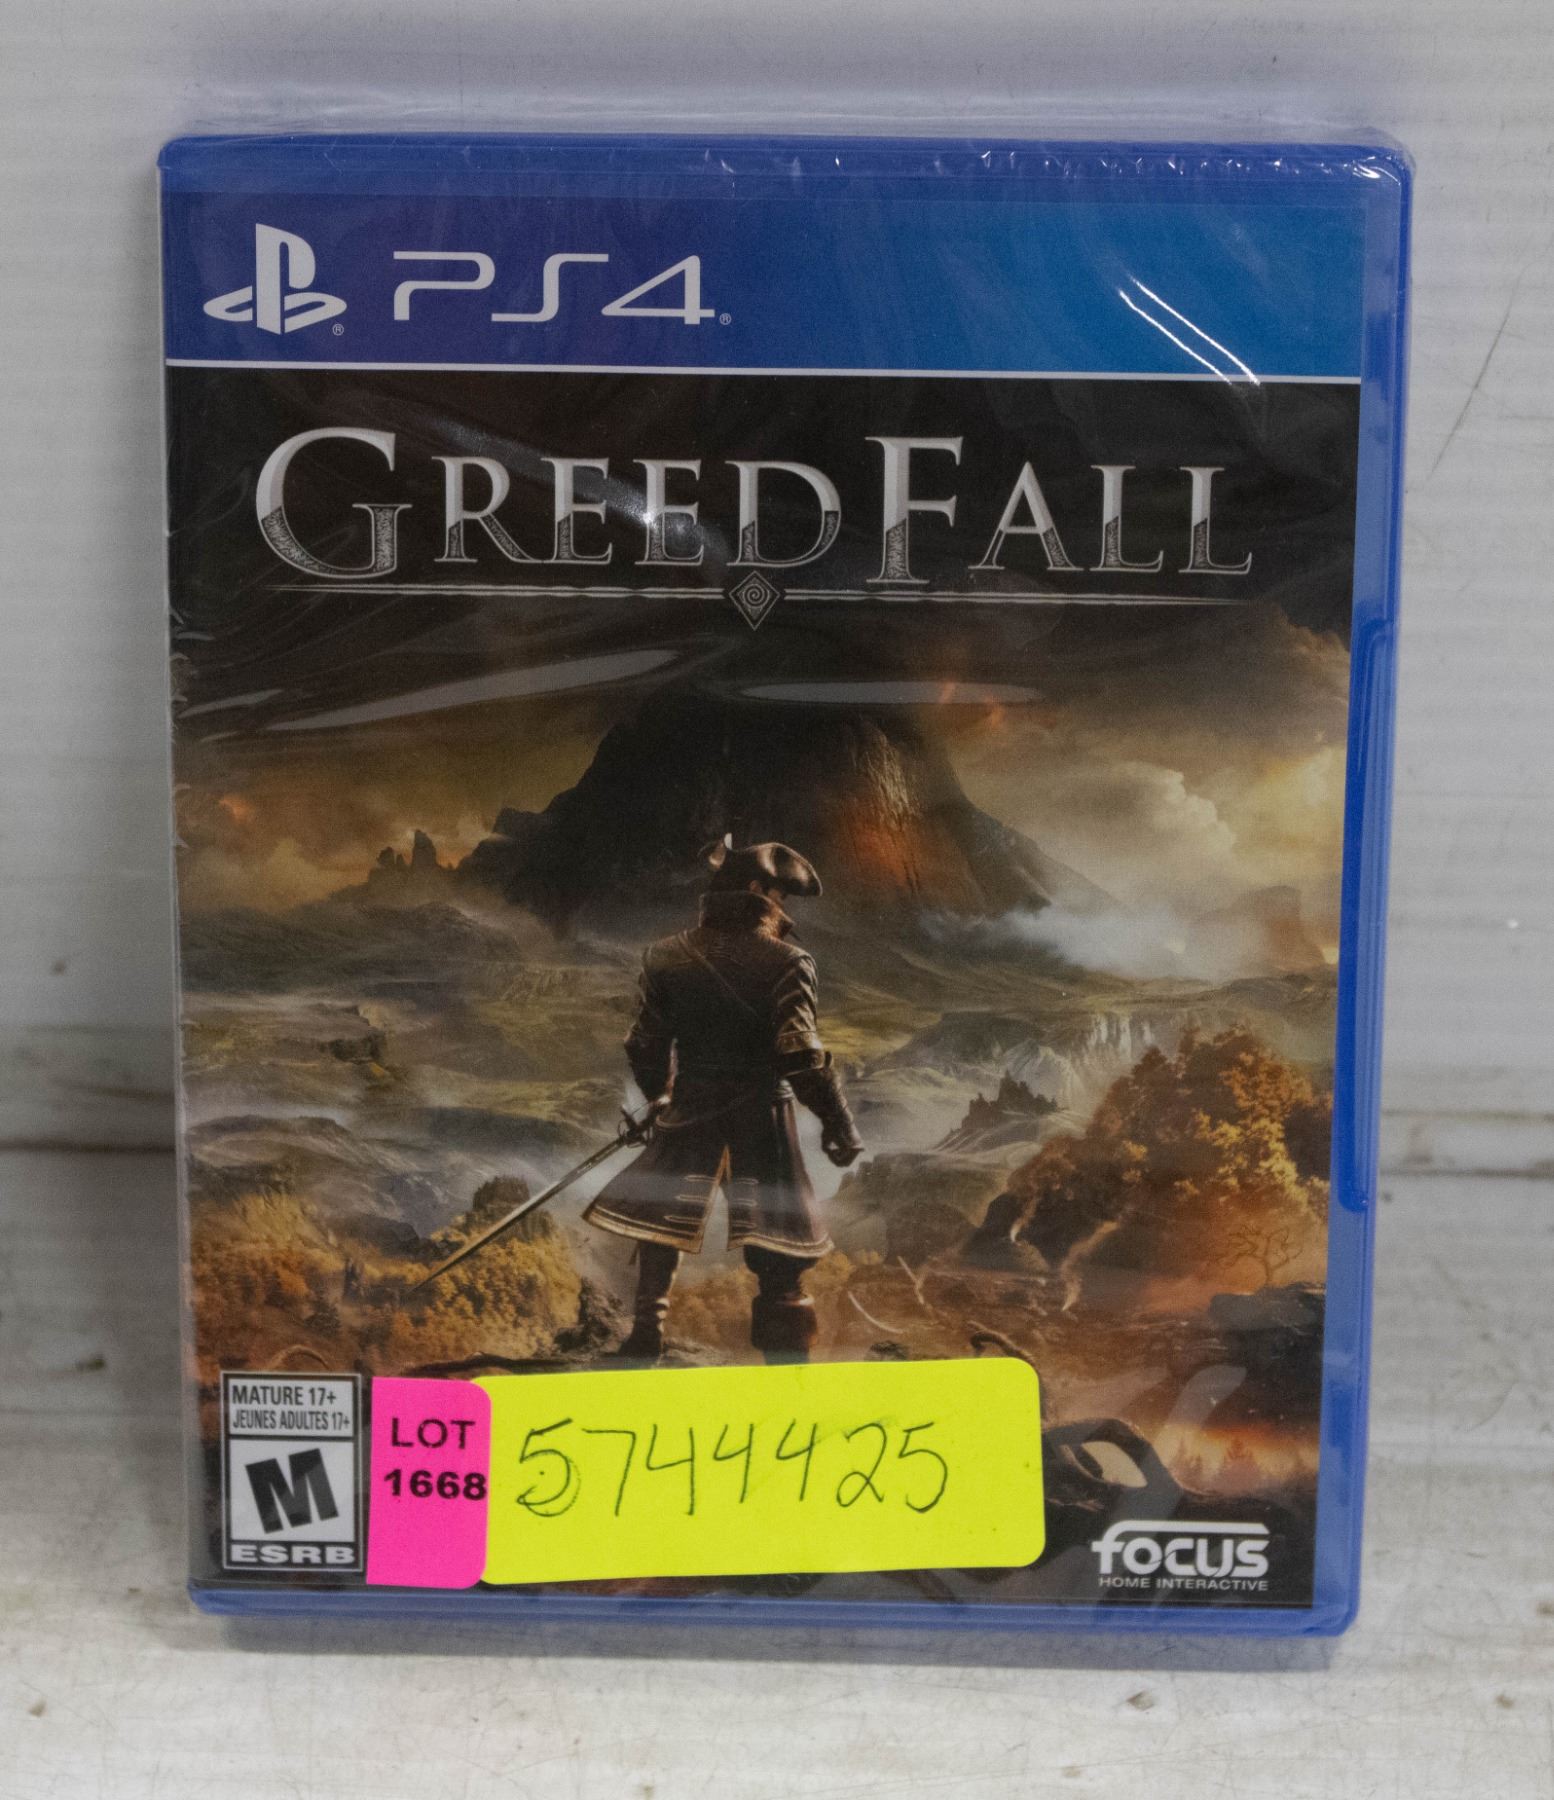 PS4
GREEDFALL
MATURE 17+
JEUNES ADULTES 17+
M
ESRB
LOT
1668
5744425
focus
HOME INTERACTIVE